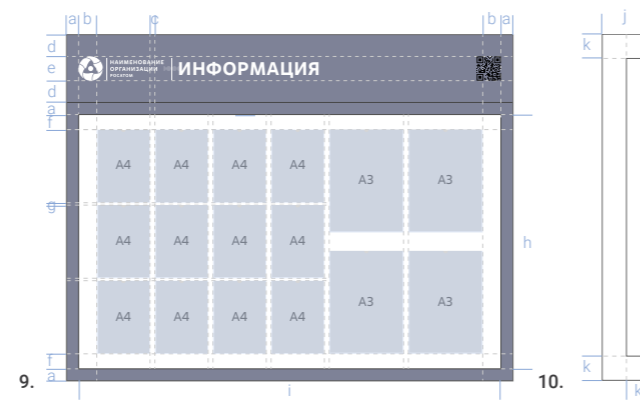 a b c b a j
d
k
e
НАИМЕНОВАНИЕ
ОРГАНИЗАЦИИ
РОСАТОМ
ИНФОРМАЦИЯ
d
a
f
A4 A4 A4 A4 A3 A3
g
A4 A4 A4 A4 h
A4 A4 A4 A4 A3 A3
f
k
a
9. i 10. k